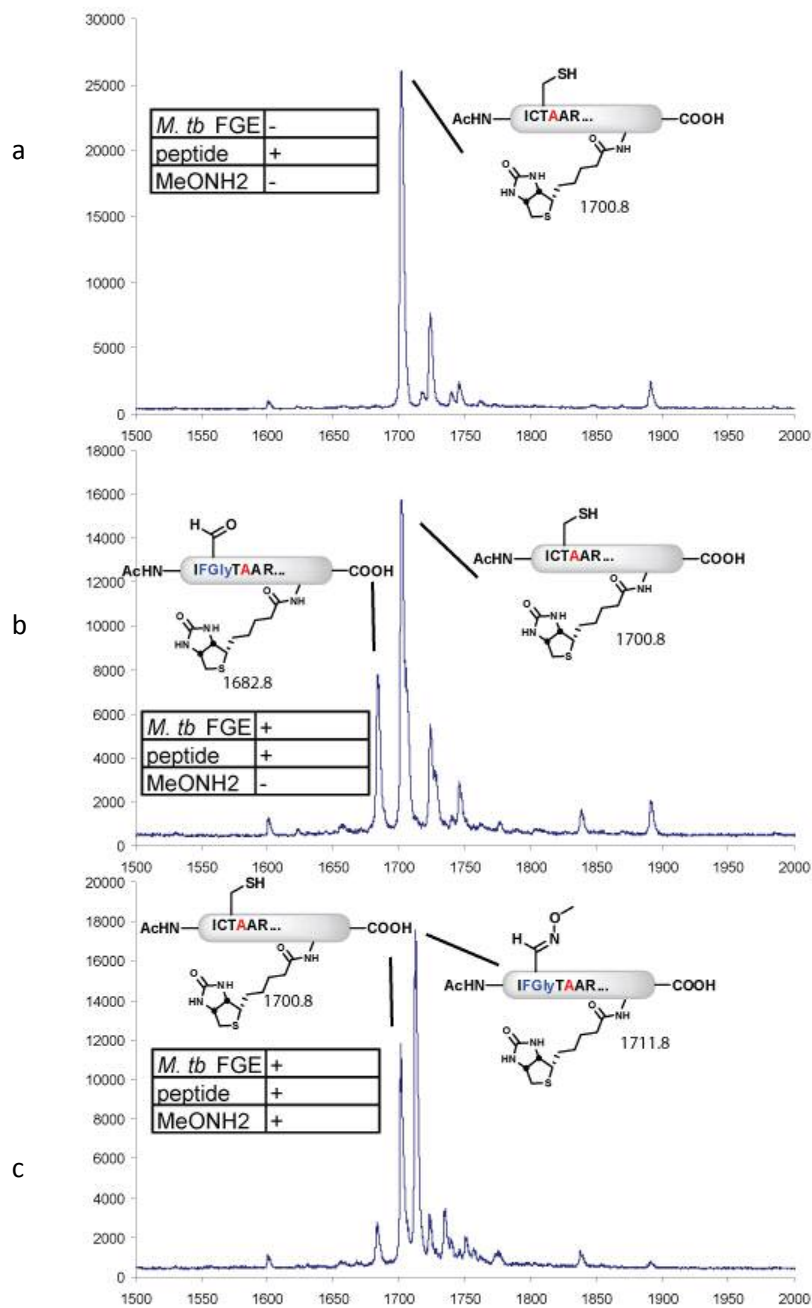 30000
25000
20000
15000
10000
5000
0
1500 1550 1600 1650 1700 1750 1800 1850 1900 1950 2000
a
M. tb FGE -
peptide +
MeONH2 -
SH
AcHN ICTAAR... COOH
O NH
O NH
HN
S
1700.8
18000
16000
14000
12000
10000
8000
6000
4000
2000
0
1500 1550 1600 1650 1700 1750 1800 1850 1900 1950 2000
b
H O
AcHN IFGlyTAAR... COOH
O NH
O NH
HN
S
1682.8
M. tb FGE +
peptide +
MeONH2 -
SH
AcHN ICTAAR... COOH
O NH
O NH
HN
S
1700.8
20000
18000
16000
14000
12000
10000
8000
6000
4000
2000
0
1500 1550 1600 1650 1700 1750 1800 1850 1900 1950 2000
c
SH
AcHN ICTAAR... COOH
O NH
O NH
HN
S
1700.8
M. tb FGE +
peptide +
MeONH2 +
O
H N
AcHN IFGlyTAAR... COOH
O NH
O NH
HN
S
1711.8